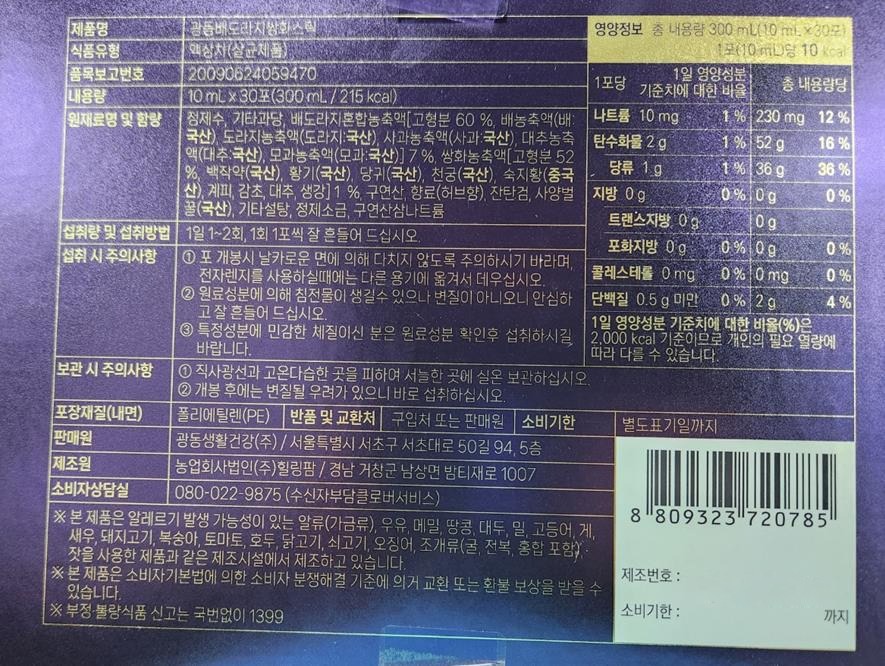 제품명 광동배도라지쌍화스틱
식품유형 액상차(살균제품)
품목보고번호 20090624059470
내용량 10 mL x 30포(300 mL / 215 kcal)
원재료명 및 함량 정제수, 기타과당, 배도라지혼합농축액[고형분 60 %, 배농축액(배:
국산), 도라지농축액(도라지:국산), 사과농축액(사과:국산), 대추농축
액(대추:국산), 모과농축액(모과:국산)] 7 %, 쌍화농축액[고형분 52
%, 백작약(국산), 황기(국산), 당귀(국산), 천궁(국산), 숙지황(중국
산), 계피, 감초, 대추, 생강] 1 %, 구연산, 향료(허브향), 잔탄검, 사양벌
꿀(국산), 기타설탕, 정제소금, 구연산삼나트륨
섭취량 및 섭취방법 1일 1~2회, 1회 1포씩 잘 흔들어 드십시오.
섭취 시 주의사항 ① 포 개봉시 날카로운 면에 의해 다치지 않도록 주의하시기 바라며,
전자렌지를 사용하실때에는 다른 용기에 옮겨서 데우십시오.
② 원료성분에 의해 침전물이 생길수 있으나 변질이 아니오니 안심하
고 잘 흔들어 드십시오.
③ 특정성분에 민감한 체질이신 분은 원료성분 확인후 섭취하시길
바랍니다.
보관 시 주의사항 ① 직사광선과 고온다습한 곳을 피하여 서늘한 곳에 실온 보관하십시오.
② 개봉 후에는 변질될 우려가 있으니 바로 섭취하십시오.
포장재질(내면) 폴리에틸렌(PE) 반품 및 교환처 구입처 또는 판매원 소비기한 별도표기일까지
판매원 광동생활건강(주) / 서울특별시 서초구 서초대로 50길 94, 5층
제조원 농업회사법인(주)힐링팜 / 경남 거창군 남상면 밤티재로 1007
소비자상담실 080-022-9875 (수신자부담클로버서비스)
※ 본 제품은 알레르기 발생 가능성이 있는 알류(가금류), 우유, 메밀, 땅콩, 대두, 밀, 고등어, 게,
새우, 돼지고기, 복숭아, 토마토, 호두, 닭고기, 쇠고기, 오징어, 조개류(굴, 전복, 홍합 포함),
잣을 사용한 제품과 같은 제조시설에서 제조하고 있습니다.
※ 본 제품은 소비자기본법에 의한 소비자 분쟁해결 기준에 의거 교환 또는 환불 보상을 받을 수
있습니다.
※ 부정·불량식품 신고는 국번없이 1399
영양정보 총 내용량 300 mL(10 mL x 30포)
1포(10 mL)당 10 kcal
1포당 1일 영양성분 기준치에 대한 비율 총 내용량당
나트륨 10 mg 1 % 230 mg 12 %
탄수화물 2 g 1 % 52 g 16 %
당류 1 g 1 % 36 g 36 %
지방 0 g 0 % 0 g 0 %
트랜스지방 0 g 0 g
포화지방 0 g 0 % 0 g 0 %
콜레스테롤 0 mg 0 % 0 mg 0 %
단백질 0.5 g 미만 0 % 2 g 4 %
1일 영양성분 기준치에 대한 비율(%)은
2,000 kcal 기준이므로 개인의 필요 열량에
따라 다를 수 있습니다.
8 809323 720785
제조번호 :
소비기한 : 까지